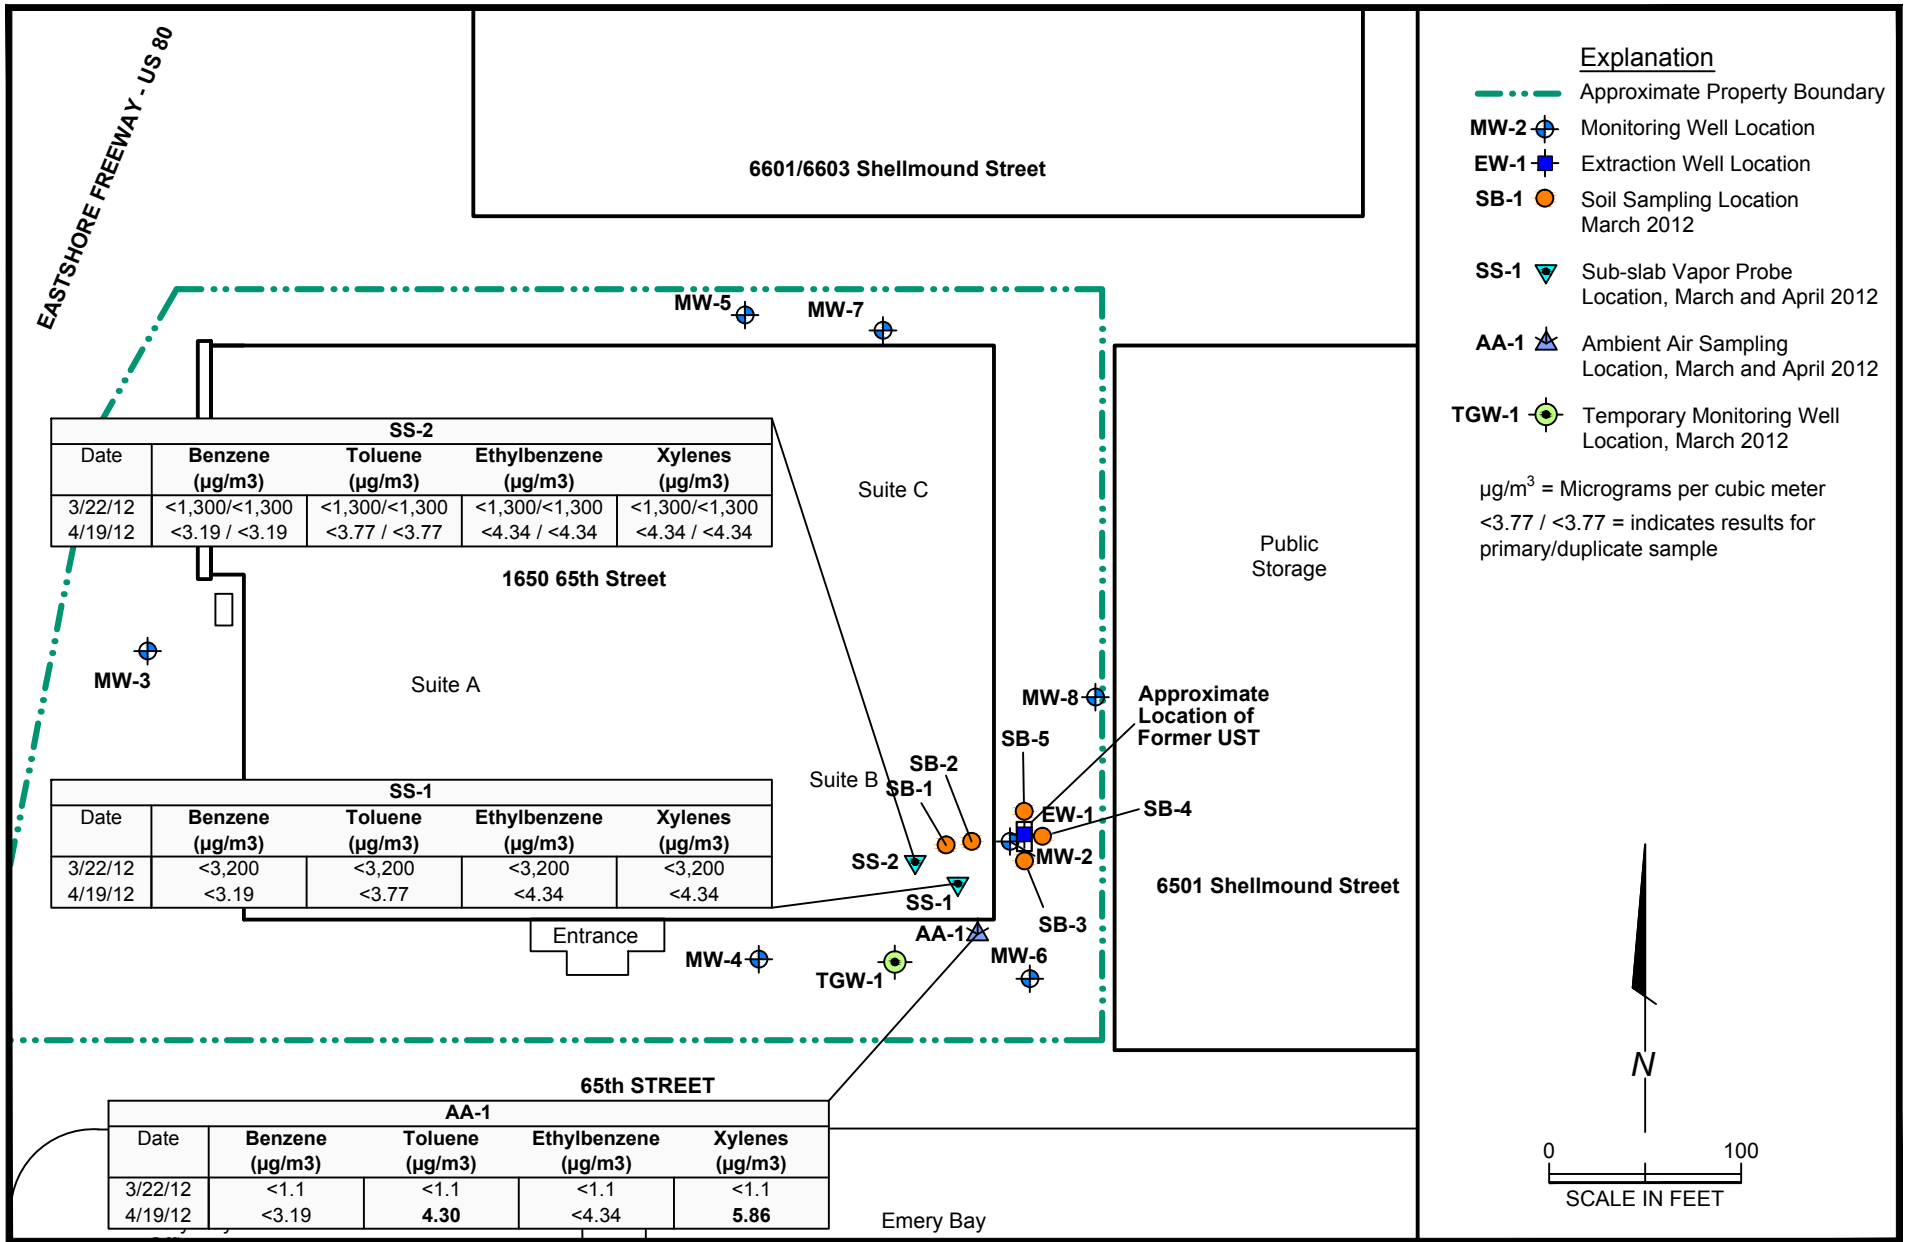 EASTSHORE FREEWAY - US 80
6601/6603 Shellmound Street
MW-5
MW-7
SS-2
Date Benzene (µg/m3) Toluene (µg/m3) Ethylbenzene (µg/m3) Xylenes (µg/m3)
3/22/12 <1,300/<1,300 <1,300/<1,300 <1,300/<1,300 <1,300/<1,300
4/19/12 <3.19 / <3.19 <3.77 / <3.77 <4.34 / <4.34 <4.34 / <4.34
Suite C
1650 65th Street
Public
Storage
MW-3
Suite A
MW-8
Approximate
Location of
Former UST
SB-5
SB-2
Suite B
SB-1
SS-1
Date Benzene (µg/m3) Toluene (µg/m3) Ethylbenzene (µg/m3) Xylenes (µg/m3)
3/22/12 <3,200 <3,200 <3,200 <3,200
4/19/12 <3.19 <3.77 <4.34 <4.34
EW-1
SB-4
MW-2
SS-2
SS-1
6501 Shellmound Street
SB-3
Entrance
AA-1
MW-4
TGW-1
MW-6
65th STREET
AA-1
Date Benzene (µg/m3) Toluene (µg/m3) Ethylbenzene (µg/m3) Xylenes (µg/m3)
3/22/12 <1.1 <1.1 <1.1 <1.1
4/19/12 <3.19 4.30 <4.34 5.86
Emery Bay
Explanation
Approximate Property Boundary
MW-2 Monitoring Well Location
EW-1 Extraction Well Location
SB-1 Soil Sampling Location
March 2012
SS-1 Sub-slab Vapor Probe
Location, March and April 2012
AA-1 Ambient Air Sampling
Location, March and April 2012
TGW-1 Temporary Monitoring Well
Location, March 2012
µg/m³ = Micrograms per cubic meter
<3.77 / <3.77 = indicates results for
primary/duplicate sample
N
0 100
SCALE IN FEET